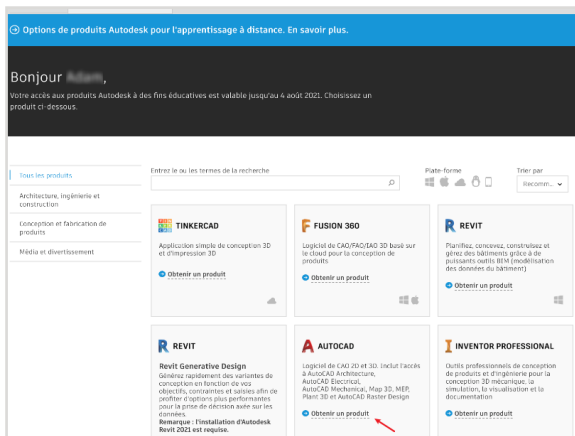 Options de produits Autodesk pour l'apprentissage à distance. En savoir plus.
Bonjour
Votre accès aux produits Autodesk à des fins éducatives est valable jusqu'au 4 août 2021. Choisissez un
produit ci-dessous.
Tous les produits
Architecture, ingénierie et
construction
Conception et fabrication de
produits
Média et divertissement
Entrez le ou les termes de la recherche
Plate-forme
Trier par
Recomm...
TINKERCAD
Application simple de conception 3D
et d'impression 3D
Obtenir un produit
FUSION 360
Logiciel de CAO/FAO/IAO 3D basé sur
le cloud pour la conception de
produits
Obtenir un produit
REVIT
Planifiez, concevez, construisez et
gérez des bâtiments grâce à de
puissants outils BIM (modélisation
des données du bâtiment)
Obtenir un produit
REVIT
Revit Generative Design
Générez rapidement des variantes de
conception en fonction de vos
objectifs, contraintes et saisies afin de
profiter d'options plus performantes
pour la prise de décision axée sur les
données.
Remarque : l'installation d'Autodesk
Revit 2021 est requise.
AUTOCAD
Logiciel de CAO 2D et 3D. Inclut l'accès
à AutoCAD Architecture,
AutoCAD Electrical,
AutoCAD Mechanical, Map 3D, MEP,
Plant 3D et AutoCAD Raster Design
Obtenir un produit
INVENTOR PROFESSIONAL
Outils professionnels de conception
de produits et d'ingénierie pour la
conception 3D mécanique, la
simulation, la visualisation et la
documentation
Obtenir un produit